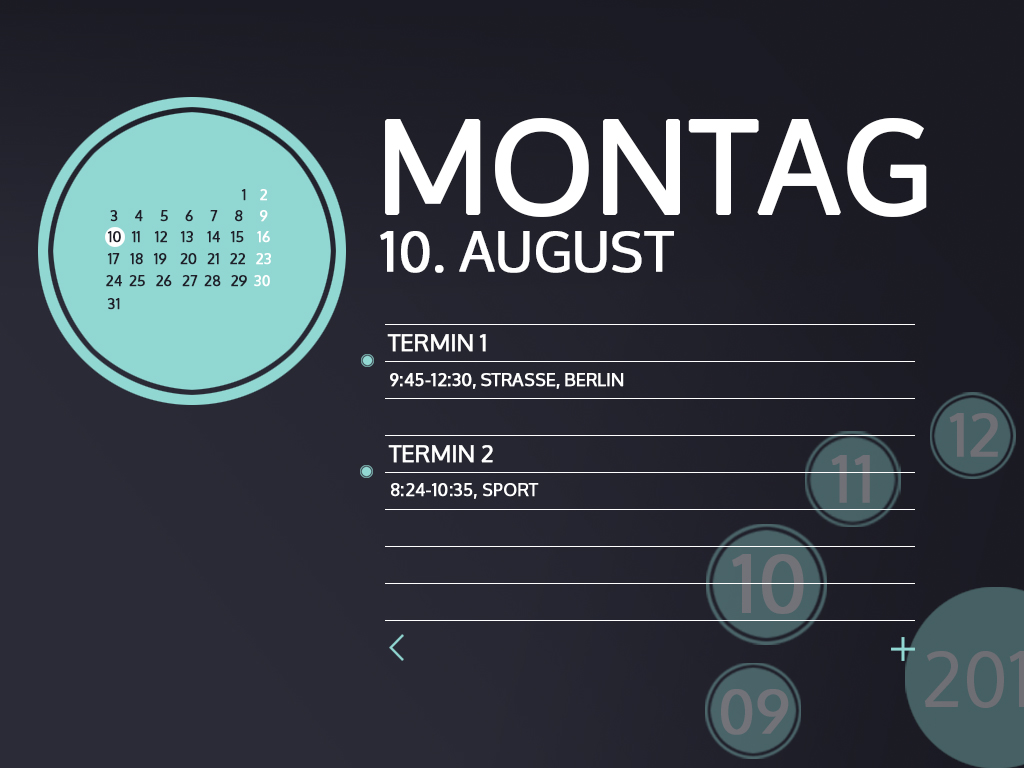 1 2
3 4 5 6 7 8 9
10 11 12 13 14 15 16
17 18 19 20 21 22 23
24 25 26 27 28 29 30
31
MONTAG
10. AUGUST
TERMIN 1
9:45-12:30, STRASSE, BERLIN
TERMIN 2
8:24-10:35, SPORT
12
11
10
09
201